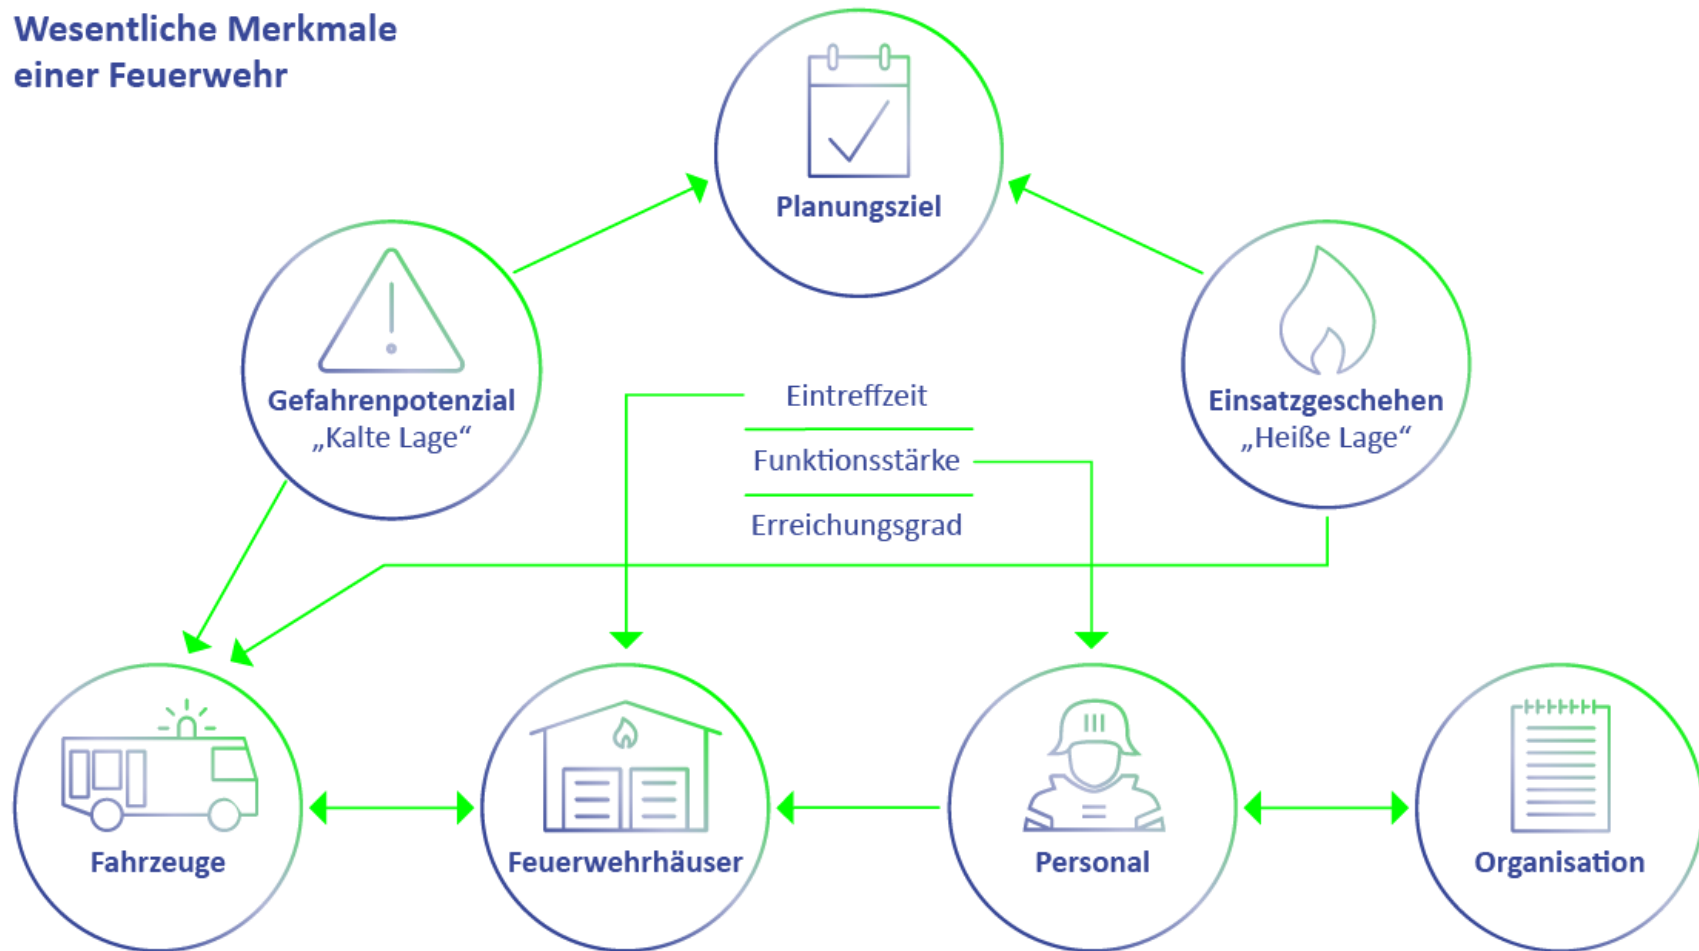 Wesentliche Merkmale
einer Feuerwehr
Planungsziel
Gefahrenpotenzial
„Kalte Lage“
Einsatzgeschehen
„Heiße Lage“
Eintreffzeit
Funktionsstärke
Erreichungsgrad
Fahrzeuge
Feuerwehrhäuser
Personal
Organisation